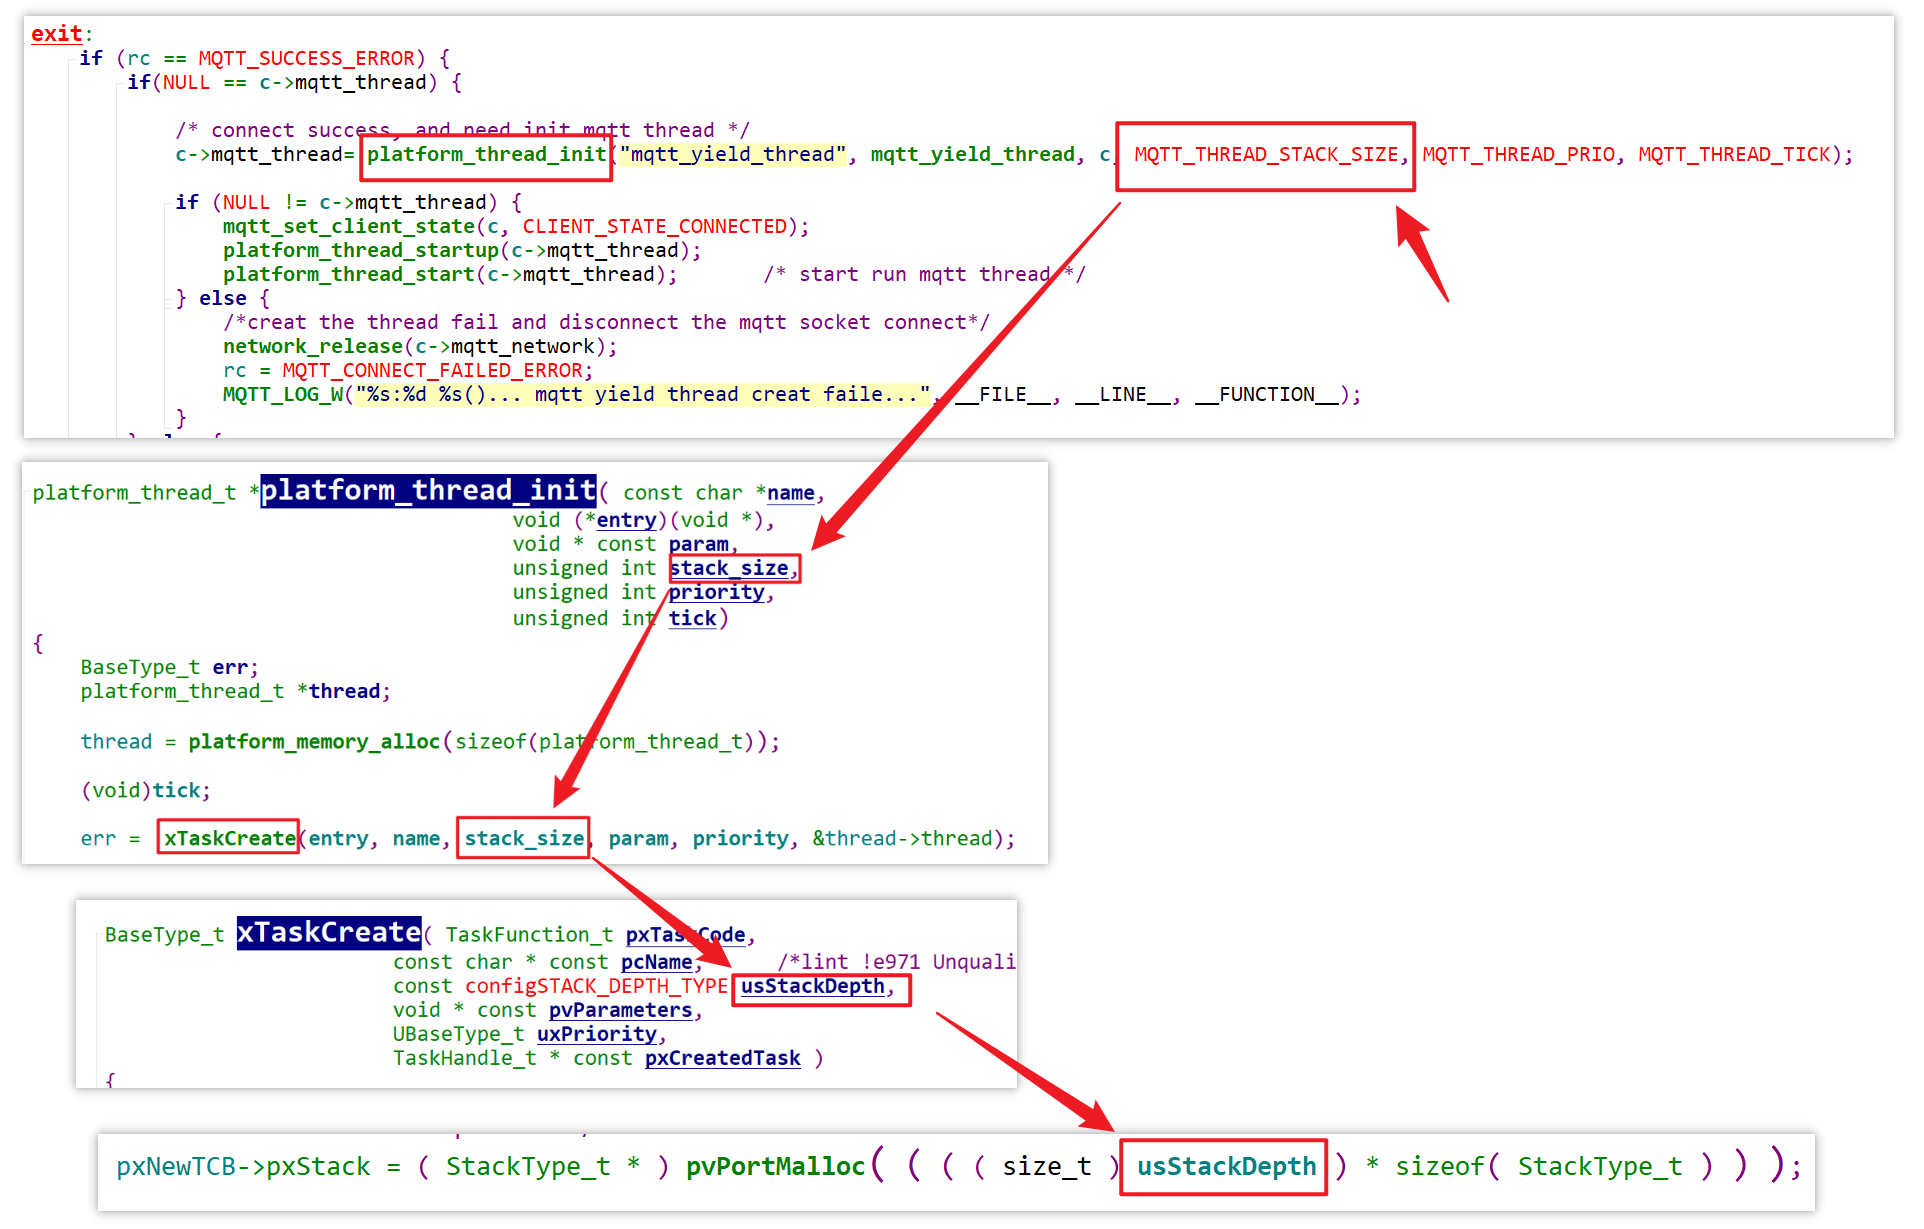 exit:
if (rc == MQTT_SUCCESS_ERROR) {
if(NULL == c->mqtt_thread) {
/* connect success, and need init mqtt thread */
c->mqtt_thread= platform_thread_init("mqtt_yield_thread", mqtt_yield_thread, c, MQTT_THREAD_STACK_SIZE, MQTT_THREAD_PRIO, MQTT_THREAD_TICK);
if (NULL != c->mqtt_thread) {
mqtt_set_client_state(c, CLIENT_STATE_CONNECTED);
platform_thread_startup(c->mqtt_thread);
platform_thread_start(c->mqtt_thread);       /* start run mqtt thread */
} else {
/*creat the thread fail and disconnect the mqtt socket connect*/
network_release(c->mqtt_network);
rc = MQTT_CONNECT_FAILED_ERROR;
MQTT_LOG_W("%s:%d %s()... mqtt yield thread creat faile...", __FILE__, __LINE__, __FUNCTION__);
}
platform_thread_t *platform_thread_init( const char *name,
void (*entry)(void *),
void * const param,
unsigned int stack_size,
unsigned int priority,
unsigned int tick)
{
BaseType_t err;
platform_thread_t *thread;
thread = platform_memory_alloc(sizeof(platform_thread_t));
(void)tick;
err =  xTaskCreate(entry, name, stack_size, param, priority, &thread->thread);
BaseType_t xTaskCreate( TaskFunction_t pxTaskCode,
const char * const pcName,      /*lint !e971 Unquali
const configSTACK_DEPTH_TYPE usStackDepth,
void * const pvParameters,
UBaseType_t uxPriority,
TaskHandle_t * const pxCreatedTask )
{
pxNewTCB->pxStack = ( StackType_t * ) pvPortMalloc( ( ( ( size_t ) usStackDepth ) * sizeof( StackType_t ) ) );